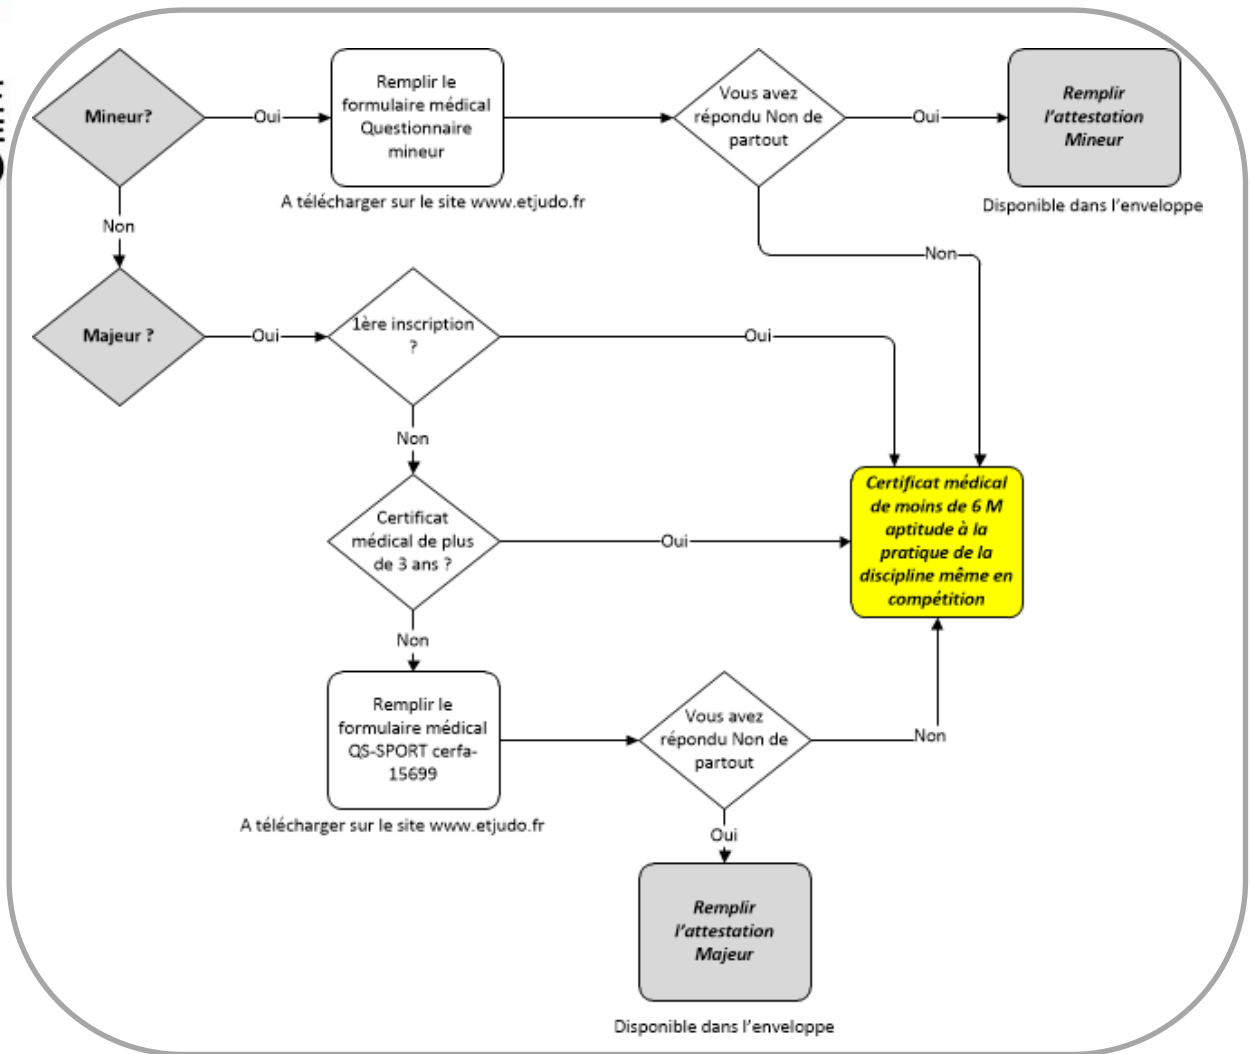 Mineur?
Oui
Remplir le
formulaire médical
Questionnaire
mineur
A télécharger sur le site www.etjudo.fr
Vous avez
répondu Non de
partout
Oui
Remplir
l'attestation
Mineur
Disponible dans l'enveloppe
Non
Non
Majeur ?
Oui
1ère inscription
?
Oui
Non
Certificat
médical de plus
de 3 ans ?
Oui
Certificat médical
de moins de 6 M
aptitude à la
pratique de la
discipline même en
compétition
Non
Remplir le
formulaire médical
QS-SPORT cerfa-
15699
A télécharger sur le site www.etjudo.fr
Vous avez
répondu Non de
partout
Non
Oui
Remplir
l'attestation
Majeur
Disponible dans l'enveloppe